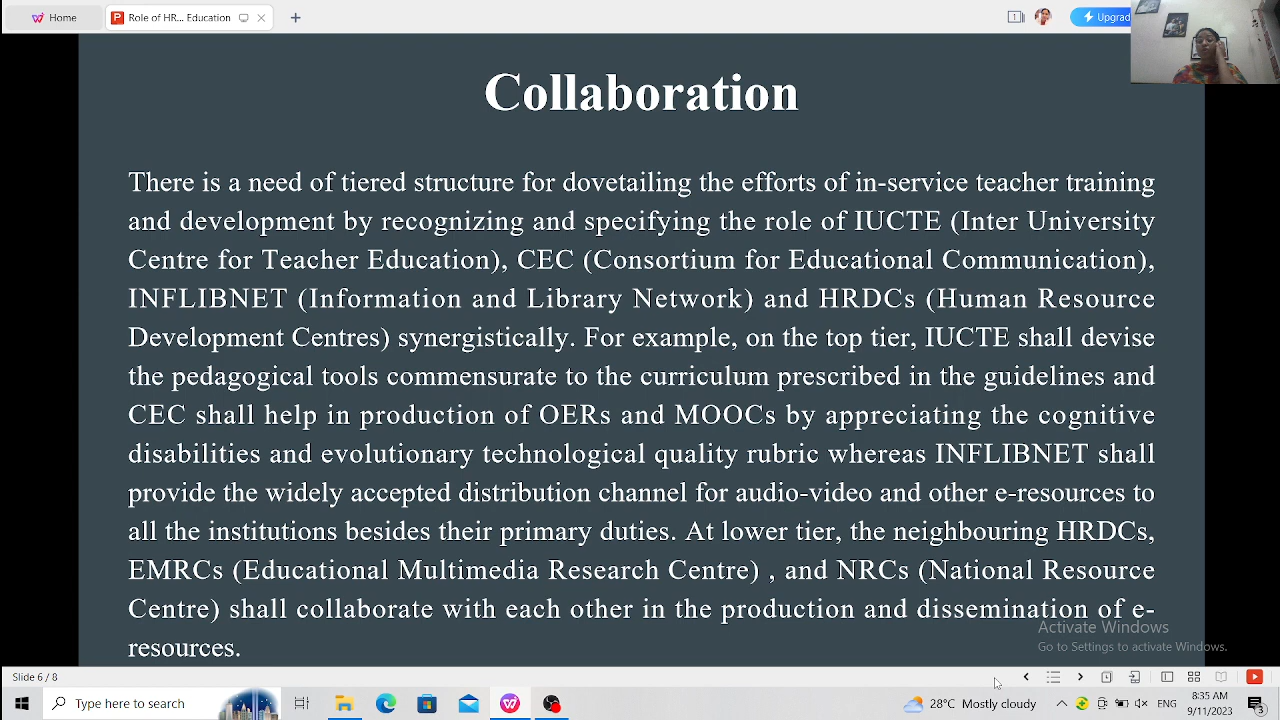 Home
Role of HR... Education
1
Upgrad
Collaboration
There is a need of tiered structure for dovetailing the efforts of in-service teacher training
and development by recognizing and specifying the role of IUCTE (Inter University
Centre for Teacher Education), CEC (Consortium for Educational Communication),
INFLIBNET (Information and Library Network) and HRDCs (Human Resource
Development Centres) synergistically. For example, on the top tier, IUCTE shall devise
the pedagogical tools commensurate to the curriculum prescribed in the guidelines and
CEC shall help in production of OERs and MOOCs by appreciating the cognitive
disabilities and evolutionary technological quality rubric whereas INFLIBNET shall
provide the widely accepted distribution channel for audio-video and other e-resources to
all the institutions besides their primary duties. At lower tier, the neighbouring HRDCs,
EMRCs (Educational Multimedia Research Centre) , and NRCs (National Resource
Centre) shall collaborate with each other in the production and dissemination of e-
resources.
Activate Windows
Go to Settings to activate Windows.
Slide 6 / 8
Type here to search
28°C Mostly cloudy
8:35 AM
9/11/2023
3